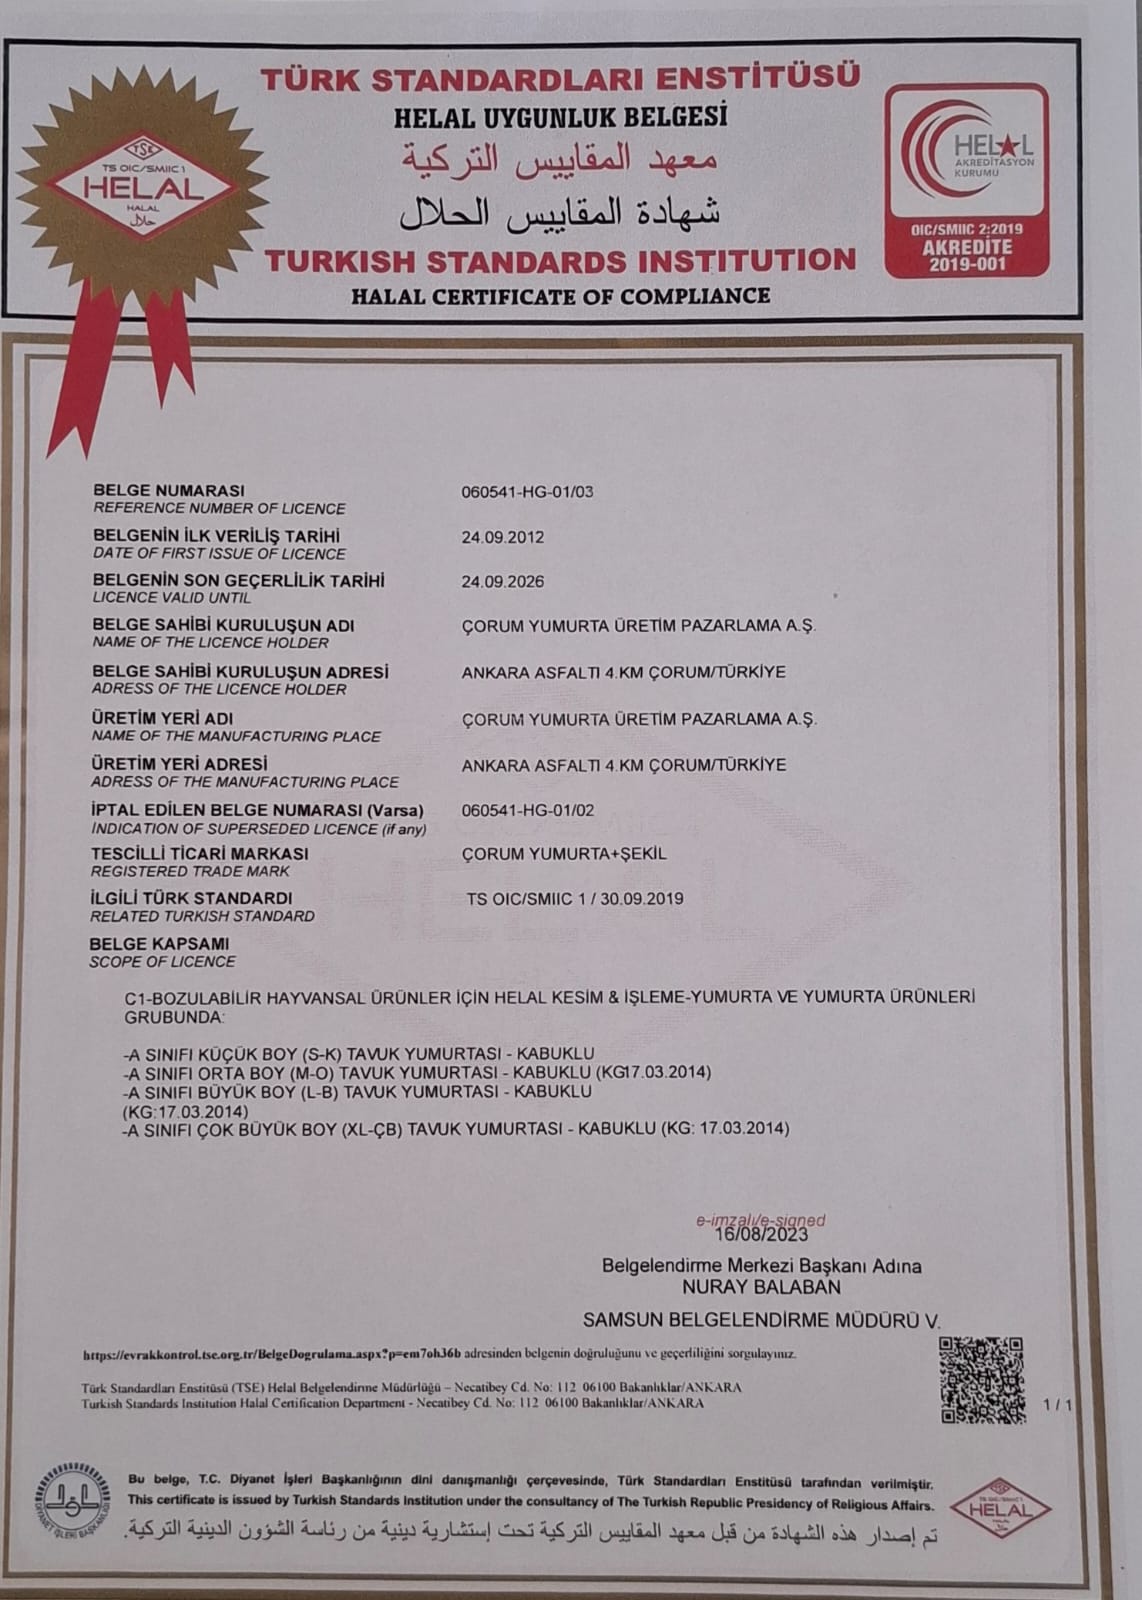 TÜRK STANDARDLARI ENSTİTÜSÜ
HELAL UYGUNLUK BELGESİ
معهد المقاييس التركية
شهادة المقاييس الحلال
TURKISH STANDARDS INSTITUTION
HALAL CERTIFICATE OF COMPLIANCE
TSE
TS OIC/SMIIC 1
HELAL
HALAL
حلال
HELAL
AKREDİTASYON
KURUMU
OIC/SMIIC 2:2019
AKREDİTE
2019-001
BELGE NUMARASI 060541-HG-01/03
REFERENCE NUMBER OF LICENCE
BELGENİN İLK VERİLİŞ TARİHİ 24.09.2012
DATE OF FIRST ISSUE OF LICENCE
BELGENİN SON GEÇERLİLİK TARİHİ 24.09.2026
LICENCE VALID UNTIL
BELGE SAHİBİ KURULUŞUN ADI ÇORUM YUMURTA ÜRETİM PAZARLAMA A.Ş.
NAME OF THE LICENCE HOLDER
BELGE SAHİBİ KURULUŞUN ADRESİ ANKARA ASFALTI 4.KM ÇORUM/TÜRKİYE
ADRESS OF THE LICENCE HOLDER
ÜRETİM YERİ ADI ÇORUM YUMURTA ÜRETİM PAZARLAMA A.Ş.
NAME OF THE MANUFACTURING PLACE
ÜRETİM YERİ ADRESİ ANKARA ASFALTI 4.KM ÇORUM/TÜRKİYE
ADRESS OF THE MANUFACTURING PLACE
İPTAL EDİLEN BELGE NUMARASI (Varsa) 060541-HG-01/02
INDICATION OF SUPERSEDED LICENCE (if any)
TESCİLLİ TİCARİ MARKASI ÇORUM YUMURTA+ŞEKİL
REGISTERED TRADE MARK
İLGİLİ TÜRK STANDARDI TS OIC/SMIIC 1 / 30.09.2019
RELATED TURKISH STANDARD
BELGE KAPSAMI
SCOPE OF LICENCE
C1-BOZULABİLİR HAYVANSAL ÜRÜNLER İÇİN HELAL KESİM & İŞLEME-YUMURTA VE YUMURTA ÜRÜNLERİ
GRUBUNDA:
-A SINIFI KÜÇÜK BOY (S-K) TAVUK YUMURTASI - KABUKLU
-A SINIFI ORTA BOY (M-O) TAVUK YUMURTASI - KABUKLU (KG17.03.2014)
-A SINIFI BÜYÜK BOY (L-B) TAVUK YUMURTASI - KABUKLU
(KG:17.03.2014)
-A SINIFI ÇOK BÜYÜK BOY (XL-ÇB) TAVUK YUMURTASI - KABUKLU (KG: 17.03.2014)
e-imzalı/e-signed
16/08/2023
Belgelendirme Merkezi Başkanı Adına
NURAY BALABAN
SAMSUN BELGELENDİRME MÜDÜRÜ V.
https://evrakkontrol.tse.org.tr/BelgeDogrulama.aspx?p=em7oh36b adresinden belgenin doğruluğunu ve geçerliliğini sorgulayınız.
Türk Standardları Enstitüsü (TSE) Helal Belgelendirme Müdürlüğü – Necatibey Cd. No: 112 06100 Bakanlıklar/ANKARA
Turkish Standards Institution Halal Certification Department - Necatibey Cd. No: 112 06100 Bakanlıklar/ANKARA
1 / 1
Bu belge, T.C. Diyanet İşleri Başkanlığının dini danışmanlığı çerçevesinde, Türk Standardları Enstitüsü tarafından verilmiştir.
This certificate is issued by Turkish Standards Institution under the consultancy of The Turkish Republic Presidency of Religious Affairs.
تم إصدار هذه الشهادة من قبل معهد المقاييس التركية تحت إستشارية دينية من رئاسة الشؤون الدينية التركية.
DİYANET İŞLERİ BAŞKANLIĞI
TS OIC/SMIIC 1
HELAL